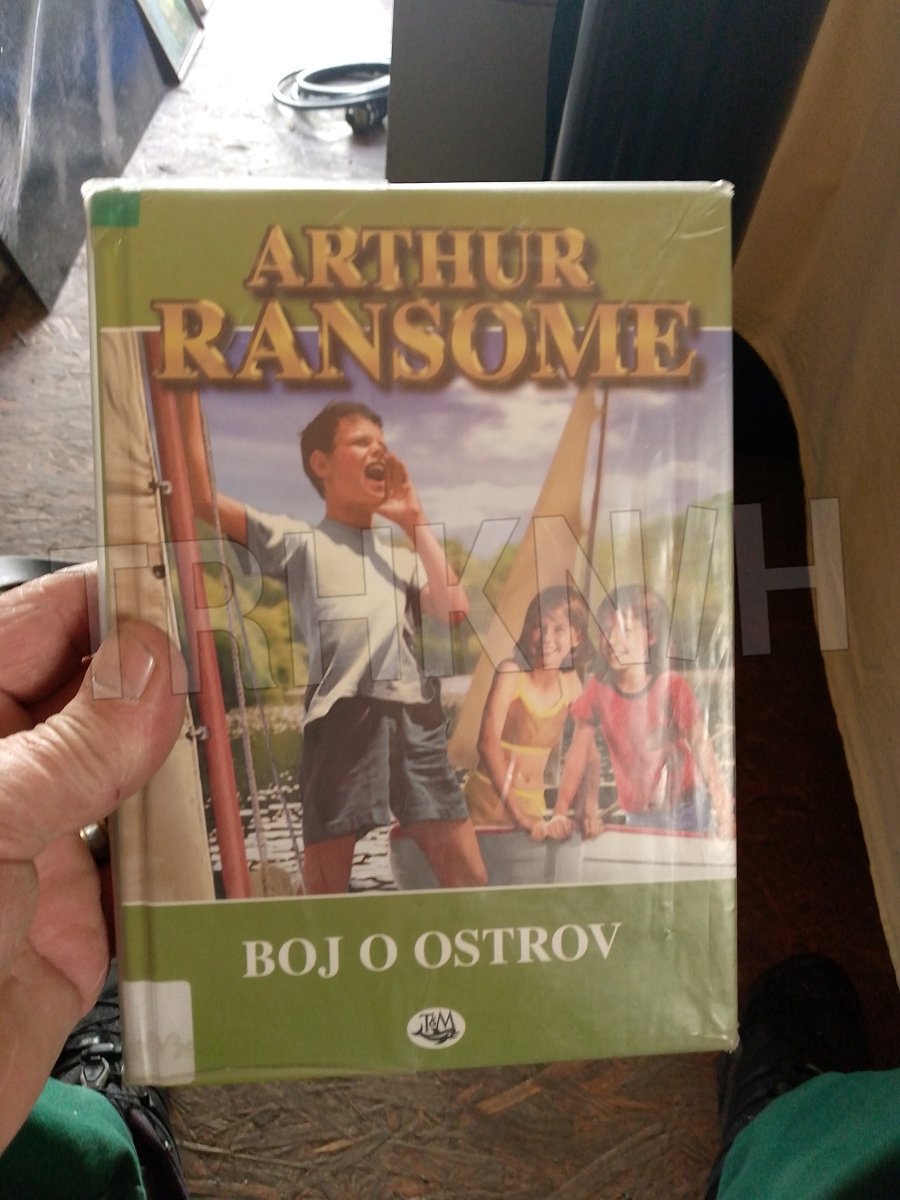 ARTHUR
RANSOME
TRHKNIH
BOJ O OSTROV
T&M